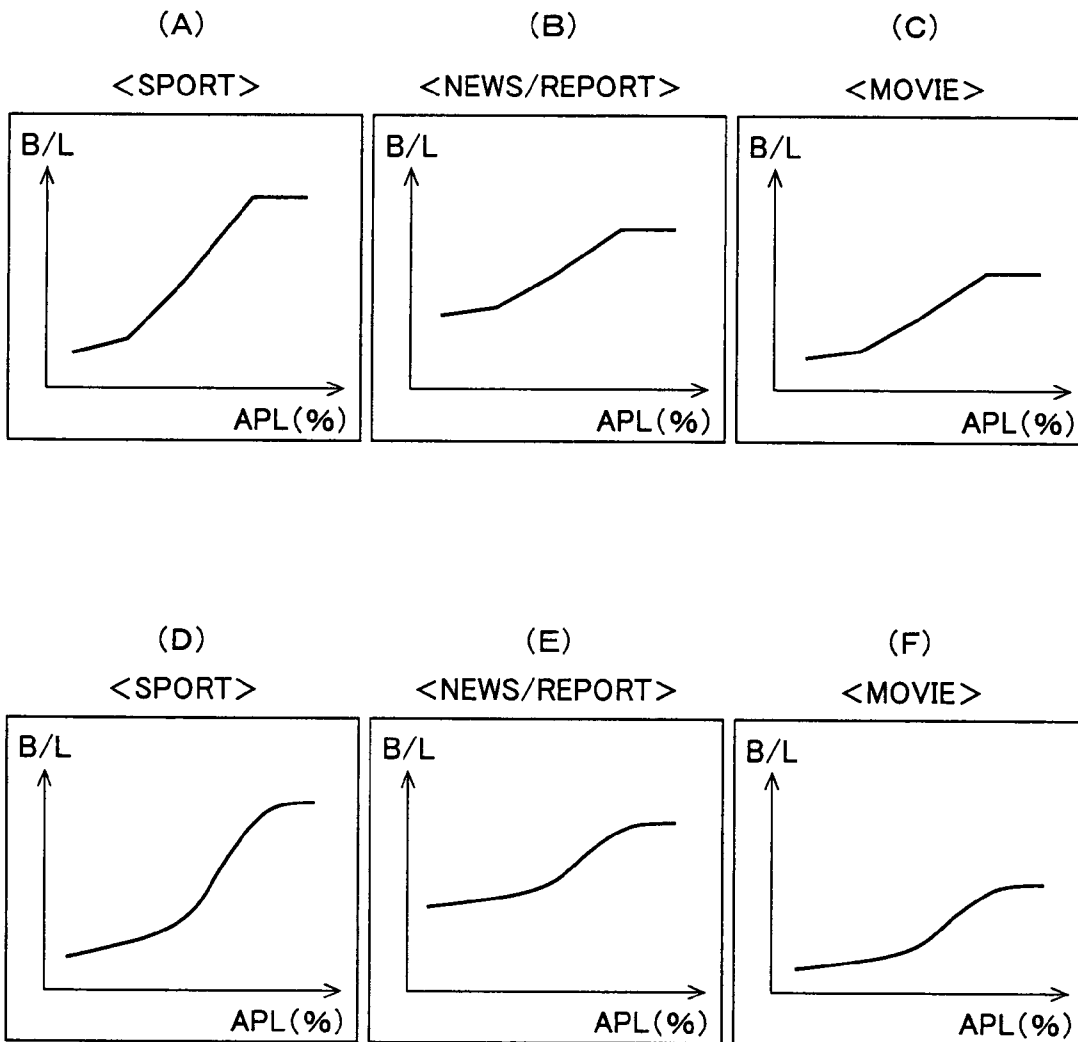 (A)
<SPORT>
B/L
APL(%)
(B)
<NEWS/REPORT>
B/L
APL(%)
(C)
<MOVIE>
B/L
APL(%)
(D)
<SPORT>
B/L
APL(%)
(E)
<NEWS/REPORT>
B/L
APL(%)
(F)
<MOVIE>
B/L
APL(%)